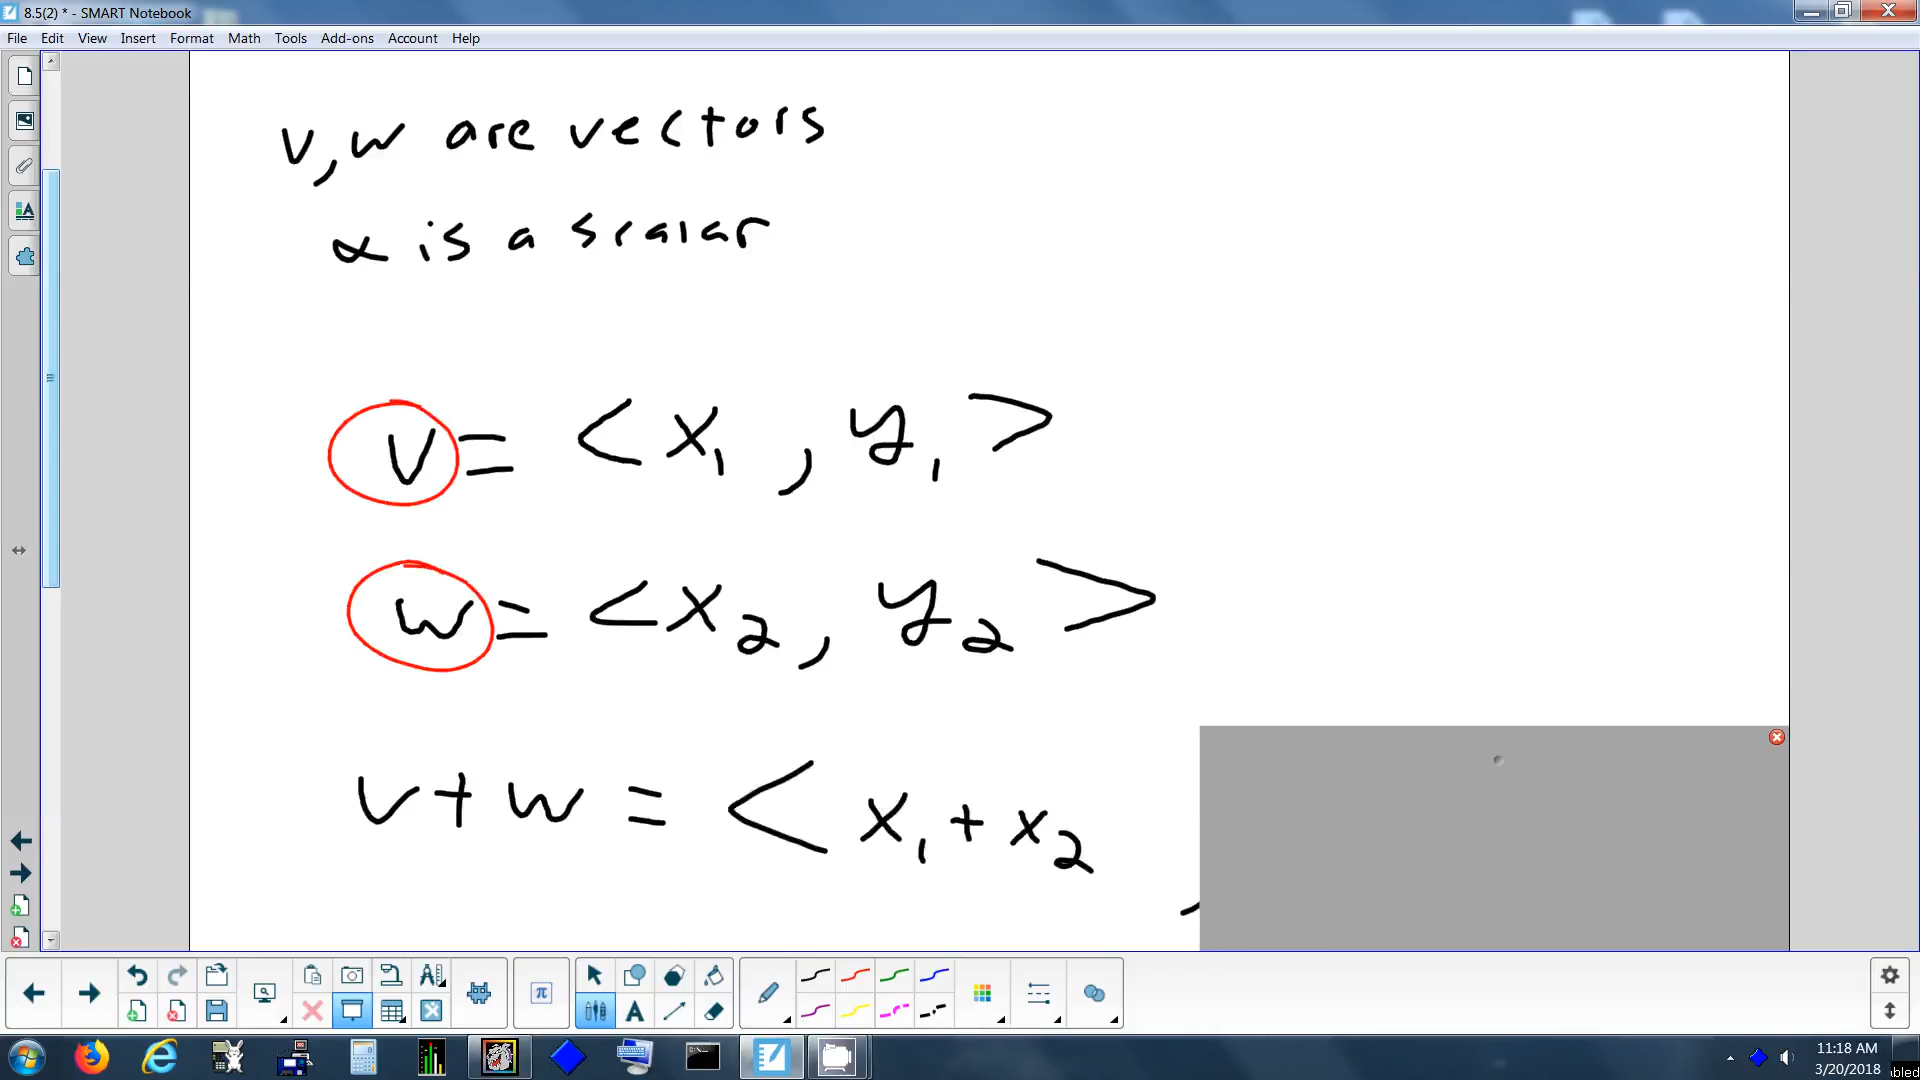 8.5(2) * - SMART Notebook
File Edit View Insert Format Math Tools Add-ons Account Help
v, w are vectors
α is a scalar
v = < x₁ , y₁ >
w = < x₂ , y₂ >
v + w = < x₁ + x₂ ,
π
A
11:18 AM
3/20/2018
bled